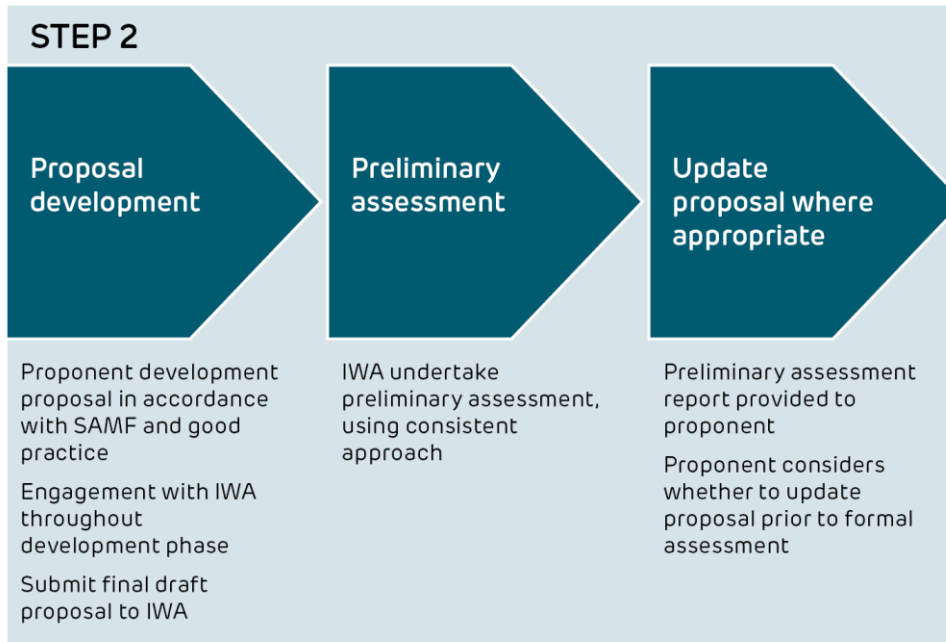 STEP 2
Proposal
development
Preliminary
assessment
Update
proposal where
appropriate
Proponent development
proposal in accordance
with SAMF and good
practice
Engagement with IWA
throughout
development phase
Submit final draft
proposal to IWA
IWA undertake
preliminary assessment,
using consistent
approach
Preliminary assessment
report provided to
proponent
Proponent considers
whether to update
proposal prior to formal
assessment